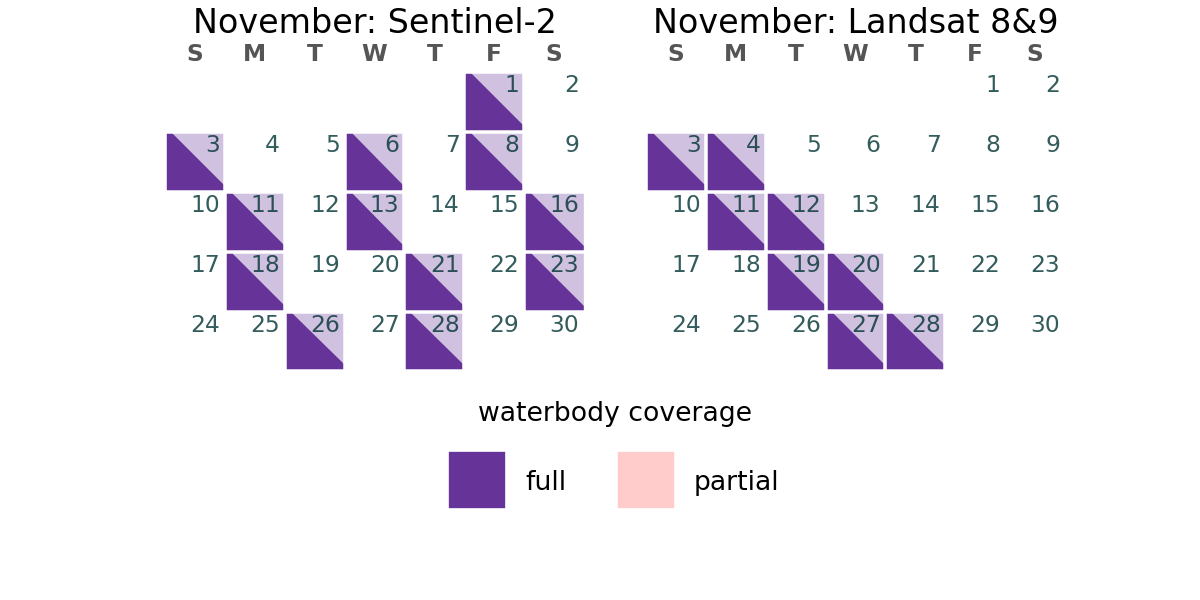 November: Sentinel-2
S M T W T F S
1 2
3 4 5 6 7 8 9
10 11 12 13 14 15 16
17 18 19 20 21 22 23
24 25 26 27 28 29 30
November: Landsat 8&9
S M T W T F S
1 2
3 4 5 6 7 8 9
10 11 12 13 14 15 16
17 18 19 20 21 22 23
24 25 26 27 28 29 30
waterbody coverage
full partial